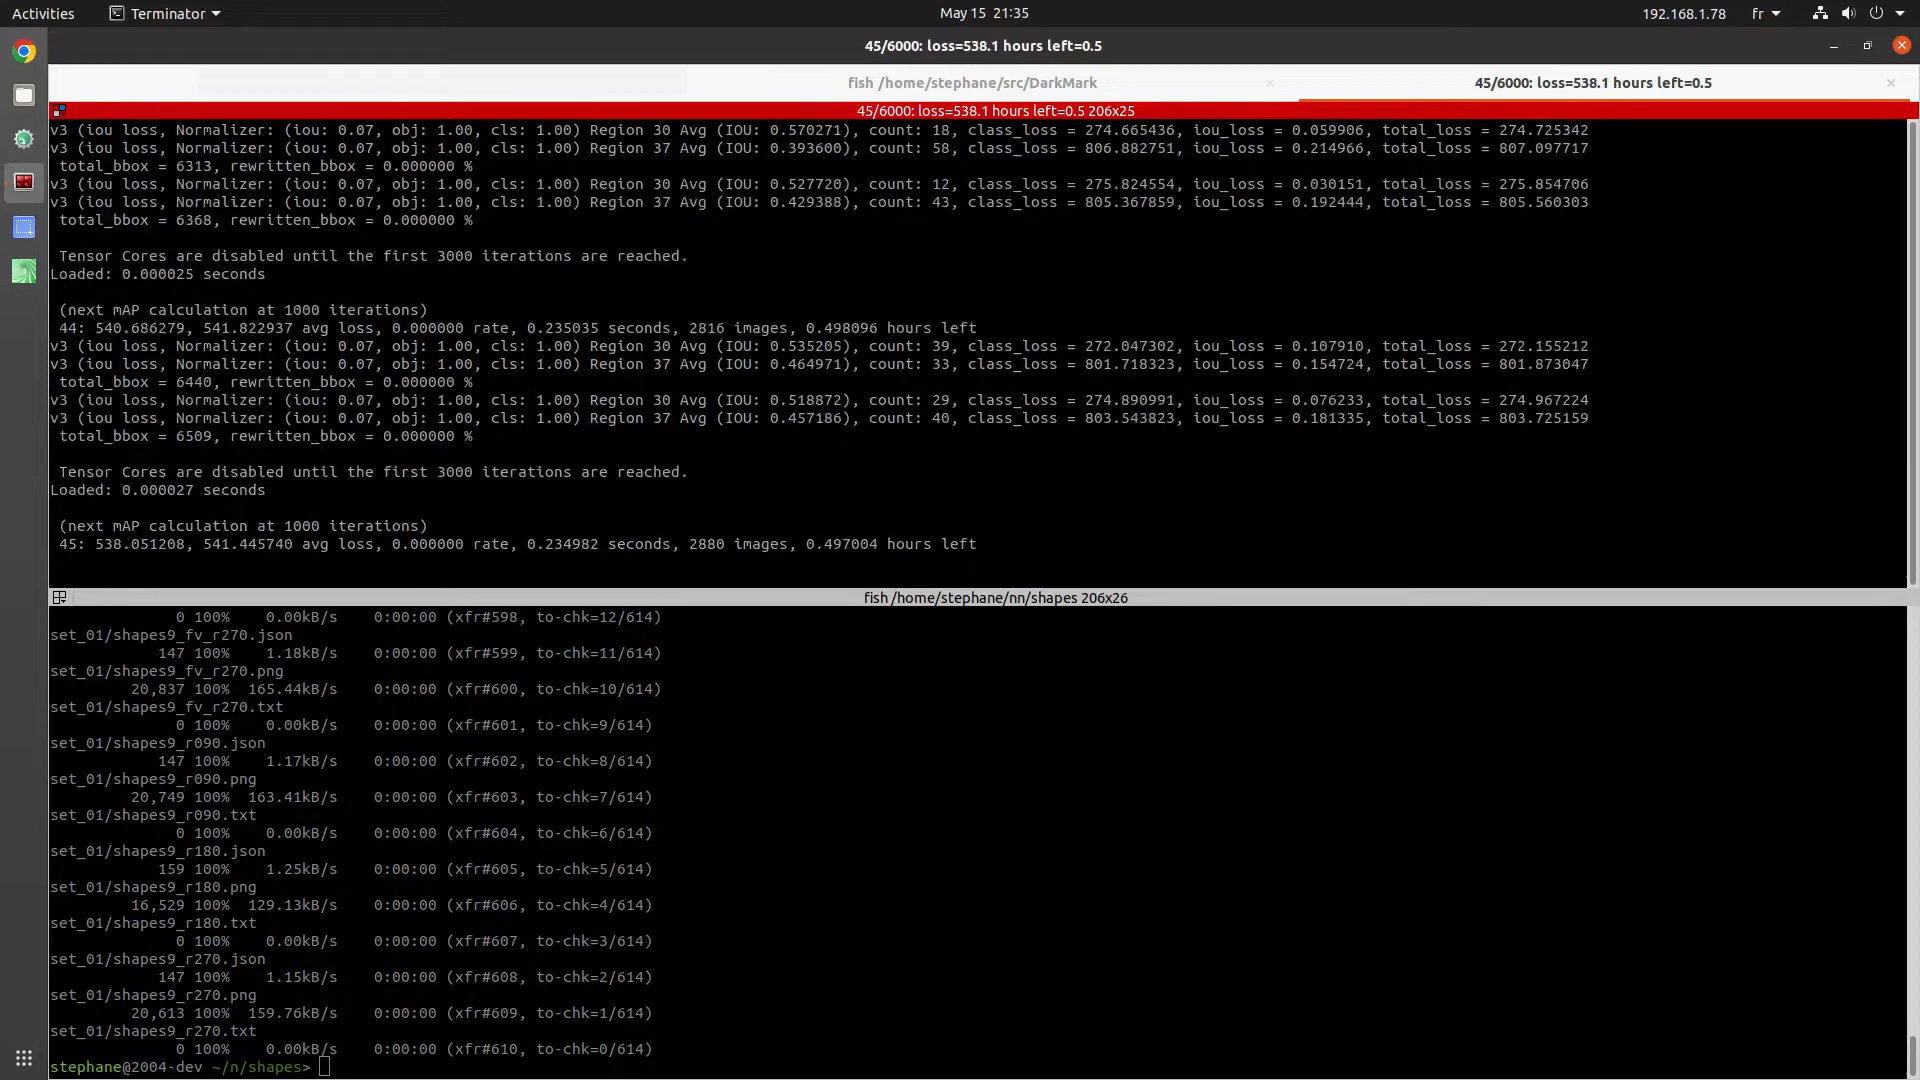 Activities Terminator May 15 21:35 192.168.1.78 fr
45/6000: loss=538.1 hours left=0.5
fish /home/stephane/src/DarkMark × 45/6000: loss=538.1 hours left=0.5 ×
45/6000: loss=538.1 hours left=0.5 206x25
v3 (iou loss, Normalizer: (iou: 0.07, obj: 1.00, cls: 1.00) Region 30 Avg (IOU: 0.570271), count: 18, class_loss = 274.665436, iou_loss = 0.059906, total_loss = 274.725342
v3 (iou loss, Normalizer: (iou: 0.07, obj: 1.00, cls: 1.00) Region 37 Avg (IOU: 0.393600), count: 58, class_loss = 806.882751, iou_loss = 0.214966, total_loss = 807.097717
total_bbox = 6313, rewritten_bbox = 0.000000 %
v3 (iou loss, Normalizer: (iou: 0.07, obj: 1.00, cls: 1.00) Region 30 Avg (IOU: 0.527720), count: 12, class_loss = 275.824554, iou_loss = 0.030151, total_loss = 275.854706
v3 (iou loss, Normalizer: (iou: 0.07, obj: 1.00, cls: 1.00) Region 37 Avg (IOU: 0.429388), count: 43, class_loss = 805.367859, iou_loss = 0.192444, total_loss = 805.560303
total_bbox = 6368, rewritten_bbox = 0.000000 %
Tensor Cores are disabled until the first 3000 iterations are reached.
Loaded: 0.000025 seconds
(next mAP calculation at 1000 iterations)
44: 540.686279, 541.822937 avg loss, 0.000000 rate, 0.235035 seconds, 2816 images, 0.498096 hours left
v3 (iou loss, Normalizer: (iou: 0.07, obj: 1.00, cls: 1.00) Region 30 Avg (IOU: 0.535205), count: 39, class_loss = 272.047302, iou_loss = 0.107910, total_loss = 272.155212
v3 (iou loss, Normalizer: (iou: 0.07, obj: 1.00, cls: 1.00) Region 37 Avg (IOU: 0.464971), count: 33, class_loss = 801.718323, iou_loss = 0.154724, total_loss = 801.873047
total_bbox = 6440, rewritten_bbox = 0.000000 %
v3 (iou loss, Normalizer: (iou: 0.07, obj: 1.00, cls: 1.00) Region 30 Avg (IOU: 0.518872), count: 29, class_loss = 274.890991, iou_loss = 0.076233, total_loss = 274.967224
v3 (iou loss, Normalizer: (iou: 0.07, obj: 1.00, cls: 1.00) Region 37 Avg (IOU: 0.457186), count: 40, class_loss = 803.543823, iou_loss = 0.181335, total_loss = 803.725159
total_bbox = 6509, rewritten_bbox = 0.000000 %
Tensor Cores are disabled until the first 3000 iterations are reached.
Loaded: 0.000027 seconds
(next mAP calculation at 1000 iterations)
45: 538.051208, 541.445740 avg loss, 0.000000 rate, 0.234982 seconds, 2880 images, 0.497004 hours left
fish /home/stephane/nn/shapes 206x26
0 100% 0.00kB/s 0:00:00 (xfr#598, to-chk=12/614)
set_01/shapes9_fv_r270.json
147 100% 1.18kB/s 0:00:00 (xfr#599, to-chk=11/614)
set_01/shapes9_fv_r270.png
20,837 100% 165.44kB/s 0:00:00 (xfr#600, to-chk=10/614)
set_01/shapes9_fv_r270.txt
0 100% 0.00kB/s 0:00:00 (xfr#601, to-chk=9/614)
set_01/shapes9_r090.json
147 100% 1.17kB/s 0:00:00 (xfr#602, to-chk=8/614)
set_01/shapes9_r090.png
20,749 100% 163.41kB/s 0:00:00 (xfr#603, to-chk=7/614)
set_01/shapes9_r090.txt
0 100% 0.00kB/s 0:00:00 (xfr#604, to-chk=6/614)
set_01/shapes9_r180.json
159 100% 1.25kB/s 0:00:00 (xfr#605, to-chk=5/614)
set_01/shapes9_r180.png
16,529 100% 129.13kB/s 0:00:00 (xfr#606, to-chk=4/614)
set_01/shapes9_r180.txt
0 100% 0.00kB/s 0:00:00 (xfr#607, to-chk=3/614)
set_01/shapes9_r270.json
147 100% 1.15kB/s 0:00:00 (xfr#608, to-chk=2/614)
set_01/shapes9_r270.png
20,613 100% 159.76kB/s 0:00:00 (xfr#609, to-chk=1/614)
set_01/shapes9_r270.txt
0 100% 0.00kB/s 0:00:00 (xfr#610, to-chk=0/614)
stephane@2004-dev ~/n/shapes>